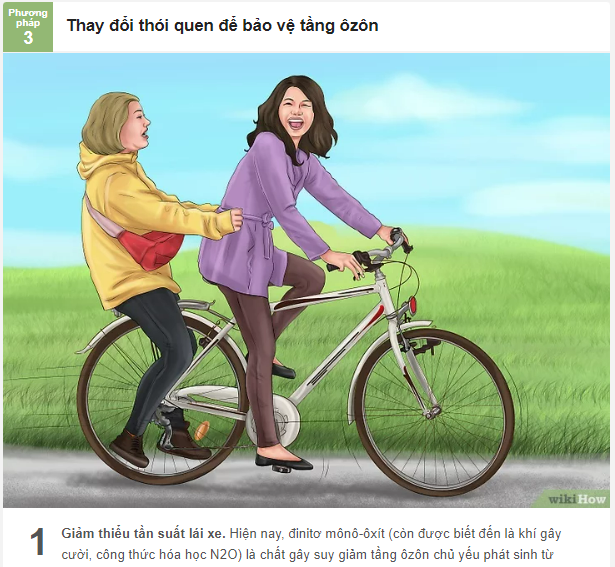 Phương
pháp
3
Thay đổi thói quen để bảo vệ tầng ôzôn
wikiHow
1
Giảm thiểu tần suất lái xe. Hiện nay, đinitơ mônô-ôxít (còn được biết đến là khí gây
cười, công thức hóa học N2O) là chất gây suy giảm tầng ôzôn chủ yếu phát sinh từ